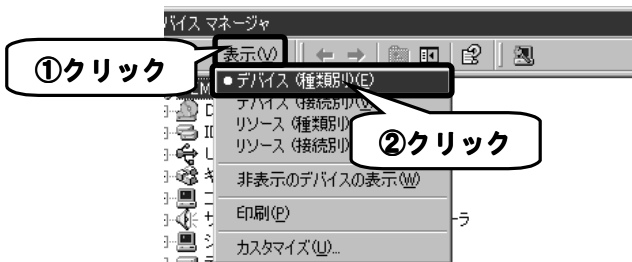 バイス マネージャ
表示(V)
①クリック
デバイス (種類別)(E)
デバイス (接続別)(V)
リソース (種類別)
リソース (接続別)
②クリック
非表示のデバイスの表示(W)
印刷(P)
ーラ
カスタマイズ(U)...